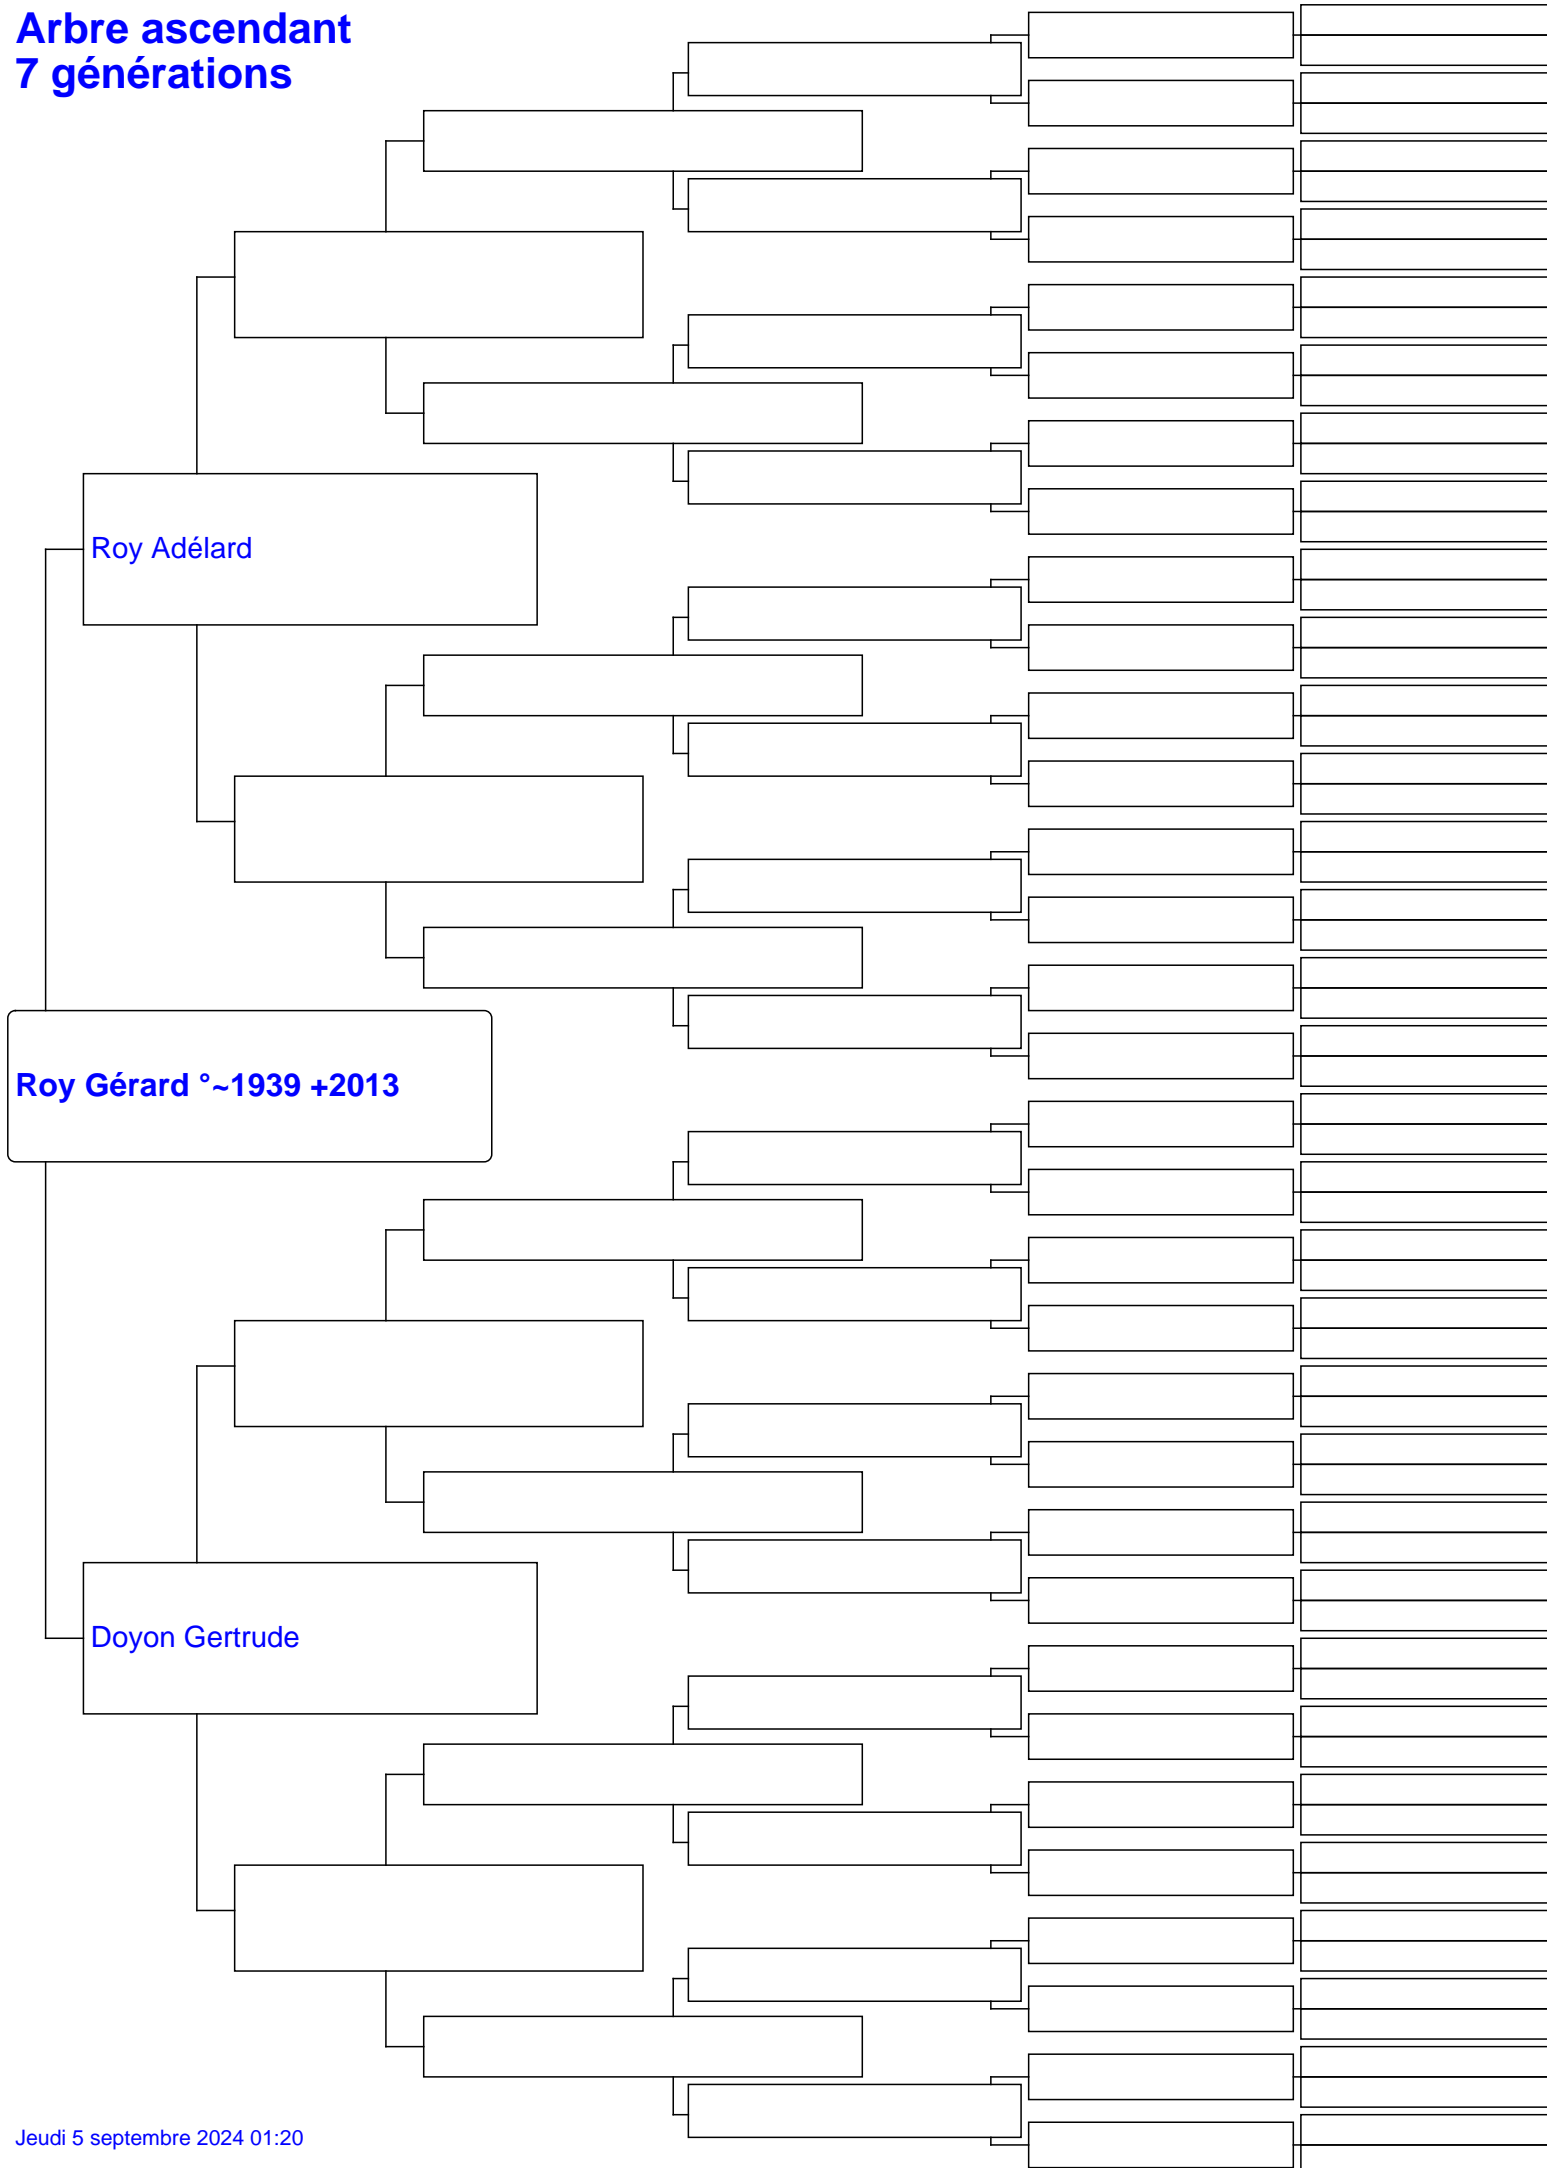 Arbre ascendant
7 générations
Roy Adélard
Roy Gérard °~1939 +2013
Doyon Gertrude
Jeudi 5 septembre 2024 01:20